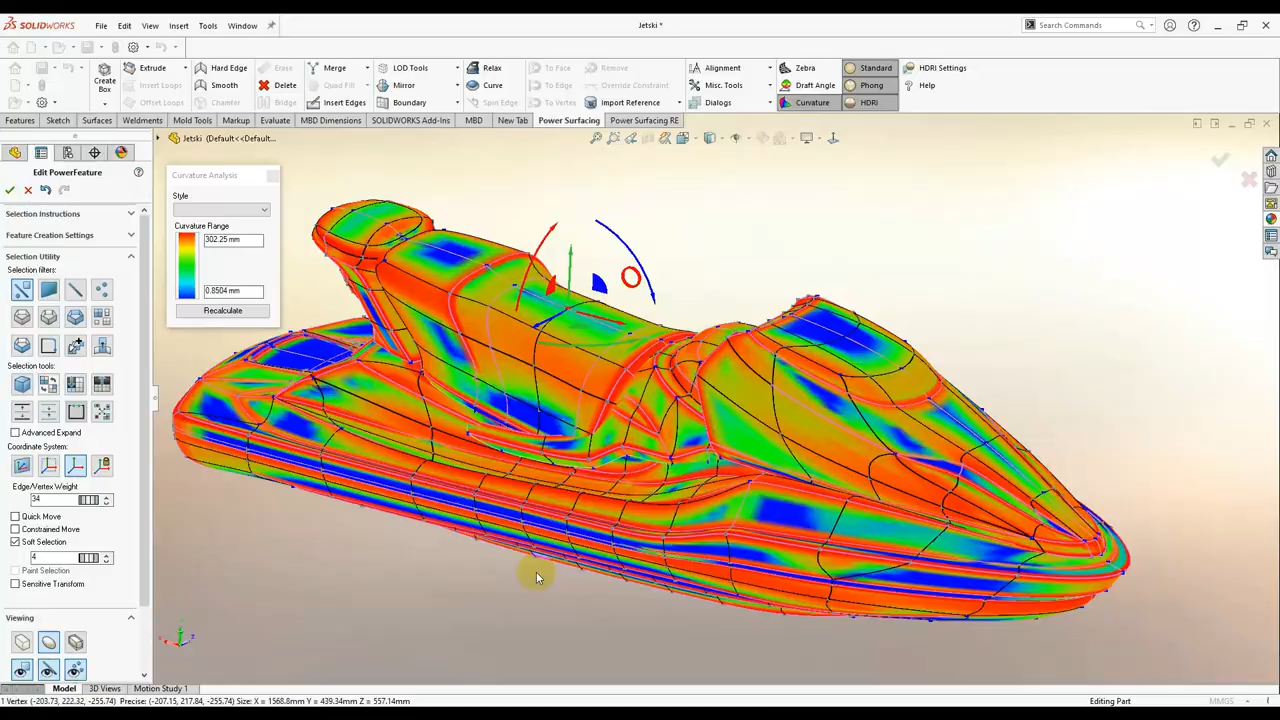 SOLIDWORKS File Edit View Insert Tools Window Jetski * Search Commands
Extrude Hard Edge Erase Merge LOD Tools Relax To Face Remove Alignment Zebra Standard HDRI Settings
Create Box Insert Loops Smooth Delete Quad Fill Mirror Curve To Edge Override Constraint Misc. Tools Draft Angle Phong Help
Offset Loops Chamfer Bridge Insert Edges Boundary Spin Edge To Vertex Import Reference Dialogs Curvature HDRi
Features Sketch Surfaces Weldments Mold Tools Markup Evaluate MBD Dimensions SOLIDWORKS Add-Ins MBD New Tab Power Surfacing Power Surfacing RE
Jetski (Default<<Default...
Edit PowerFeature
Selection Instructions
Feature Creation Settings
Selection Utility
Selection filters:
Selection tools:
Advanced Expand
Coordinate System:
Edge/Vertex Weight
34
Quick Move
Constrained Move
Soft Selection
4
Paint Selection
Sensitive Transform
Viewing
Curvature Analysis
Style
Curvature Range
302.25 mm
0.8504 mm
Recalculate
Model 3D Views Motion Study 1
1 Vertex (-203.73, 222.32, -255.74) Precise: (-207.15, 217.84, -255.74) Size: X = 1568.8mm Y = 439.34mm Z = 557.14mm Editing Part MMGS